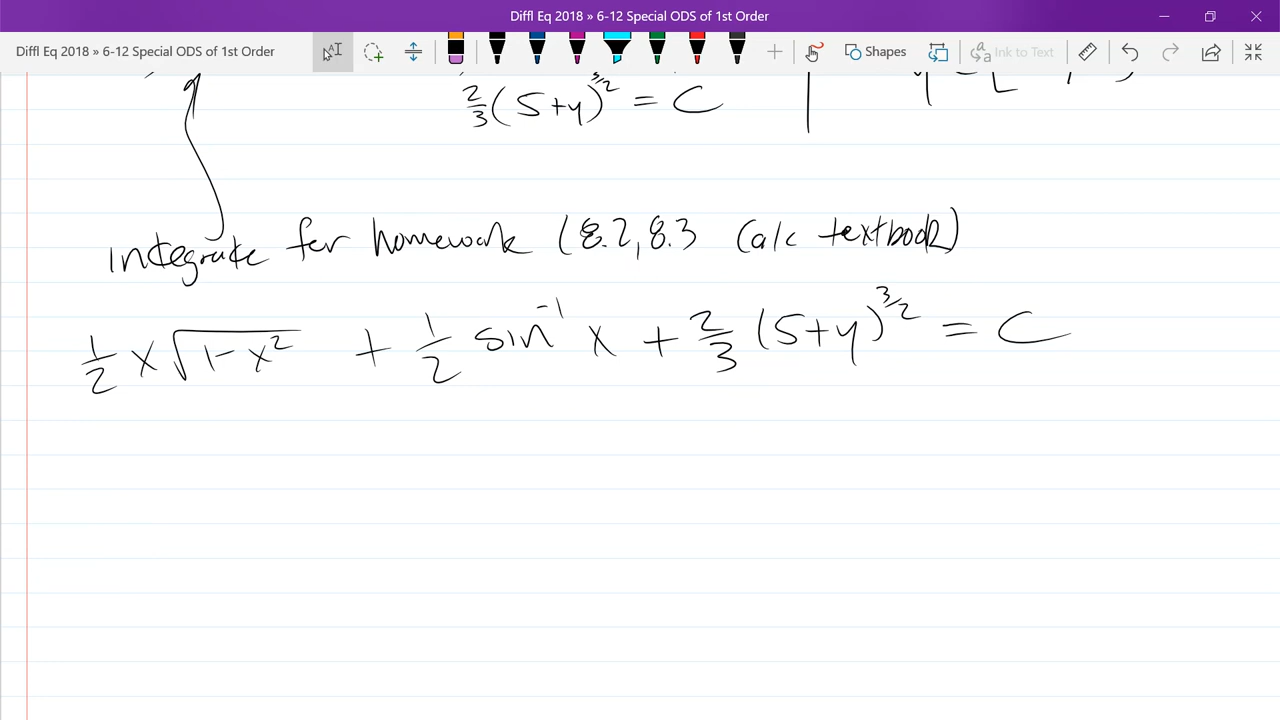 Diffl Eq 2018 » 6-12 Special ODS of 1st Order
Diffl Eq 2018 » 6-12 Special ODS of 1st Order
Shapes
Ink to Text
2/3 (5+y)^3/2 = C
Integrate for homework (8.2, 8.3 Calc textbook)
1/2 x √(1-x²) + 1/2 sin⁻¹ x + 2/3 (5+y)^3/2 = C